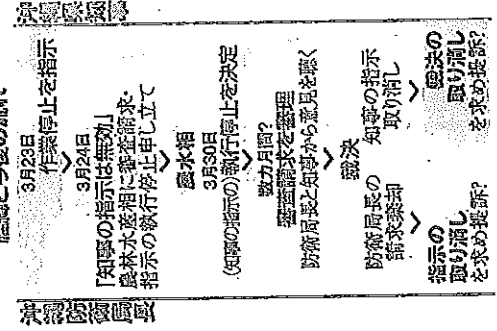 経過と今後の流れ
沖縄県知事
3月23日
作業停止を指示
3月24日
「知事の指示は無効」
農林水産相に審査請求・
指示の執行停止申し立て
沖縄防衛局長
農水相
3月30日
(知事の指示の)執行停止を決定
数カ月間?
審査請求を審理
防衛局長と知事から意見を聴く
裁決
防衛局長の
請求棄却
知事の指示
取り消し
指示の
取り消し
を求め提訴?
裁決の
取り消し
を求め提訴?